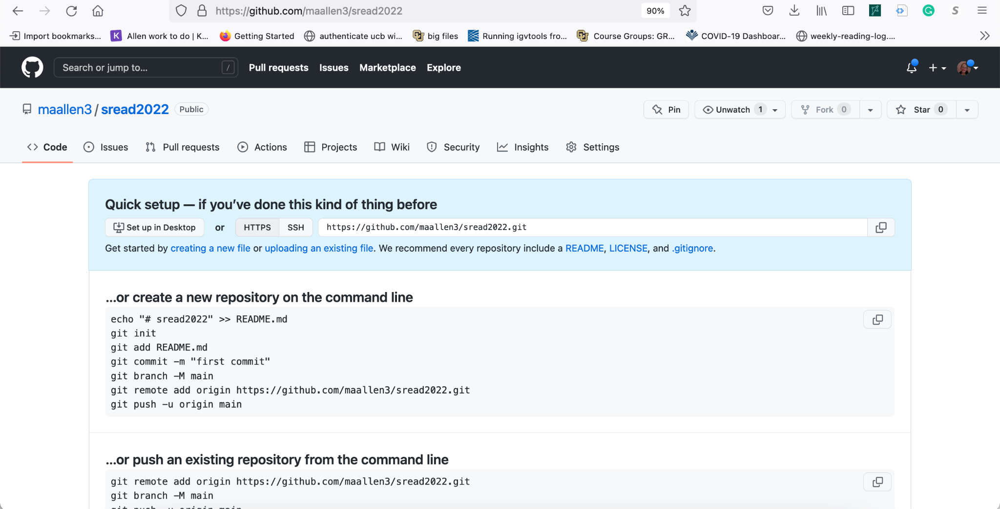 https://github.com/maallen3/sread2022 90% S
Import bookmarks... K Allen work to do | K... Getting Started authenticate ucb wi... big files Running igvtools fro... Course Groups: GR... COVID-19 Dashboar... weekly-reading-log....
Search or jump to... / Pull requests Issues Marketplace Explore
maallen3 / sread2022 Public Pin Unwatch 1 Fork 0 Star 0
Code Issues Pull requests Actions Projects Wiki Security Insights Settings
Quick setup — if you’ve done this kind of thing before
Set up in Desktop or HTTPS SSH https://github.com/maallen3/sread2022.git
Get started by creating a new file or uploading an existing file. We recommend every repository include a README, LICENSE, and .gitignore.
…or create a new repository on the command line
echo "# sread2022" >> README.md
git init
git add README.md
git commit -m "first commit"
git branch -M main
git remote add origin https://github.com/maallen3/sread2022.git
git push -u origin main
…or push an existing repository from the command line
git remote add origin https://github.com/maallen3/sread2022.git
git branch -M main
git push -u origin main